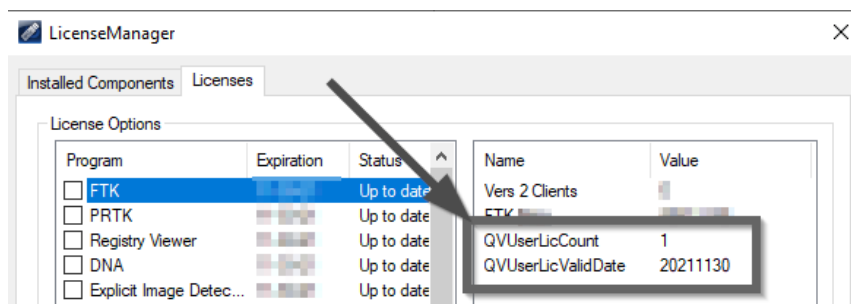 LicenseManager
Installed Components Licenses
License Options
Program Expiration Status Name Value
FTK Up to date Vers 2 Clients
PRTK Up to date FTK
Registry Viewer Up to date QVUserLicCount 1
DNA Up to date QVUserLicValidDate 20211130
Explicit Image Detec... Up to date